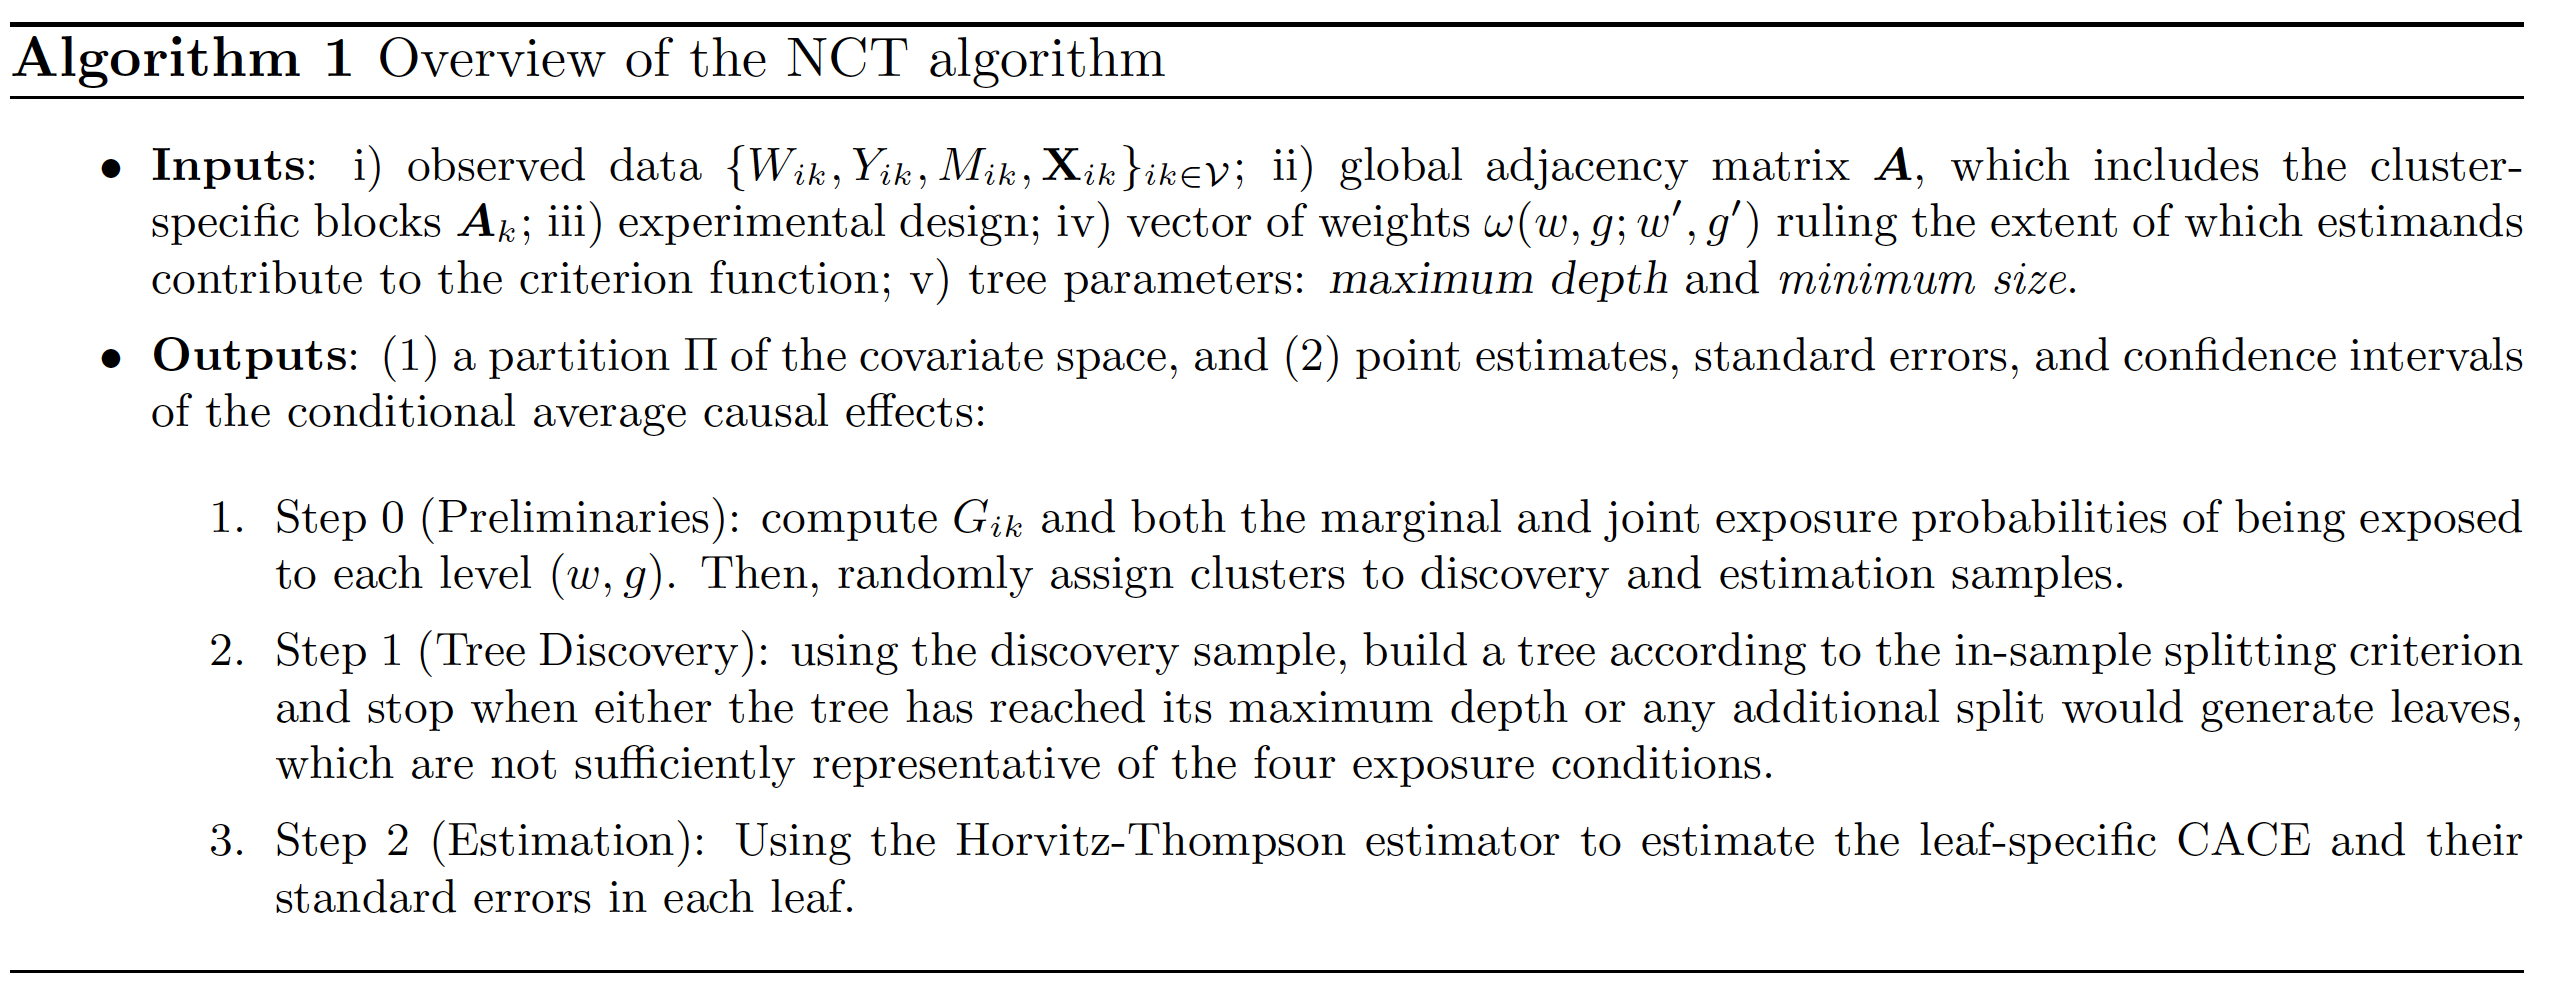 Algorithm 1 Overview of the NCT algorithm
• Inputs: i) observed data {W_{ik}, Y_{ik}, M_{ik}, X_{ik}}_{ik∈𝒱}; ii) global adjacency matrix A, which includes the cluster-
specific blocks A_k; iii) experimental design; iv) vector of weights ω(w, g; w′, g′) ruling the extent of which estimands
contribute to the criterion function; v) tree parameters: maximum depth and minimum size.
• Outputs: (1) a partition Π of the covariate space, and (2) point estimates, standard errors, and confidence intervals
of the conditional average causal effects:
1. Step 0 (Preliminaries): compute G_{ik} and both the marginal and joint exposure probabilities of being exposed
to each level (w, g). Then, randomly assign clusters to discovery and estimation samples.
2. Step 1 (Tree Discovery): using the discovery sample, build a tree according to the in-sample splitting criterion
and stop when either the tree has reached its maximum depth or any additional split would generate leaves,
which are not sufficiently representative of the four exposure conditions.
3. Step 2 (Estimation): Using the Horvitz-Thompson estimator to estimate the leaf-specific CACE and their
standard errors in each leaf.